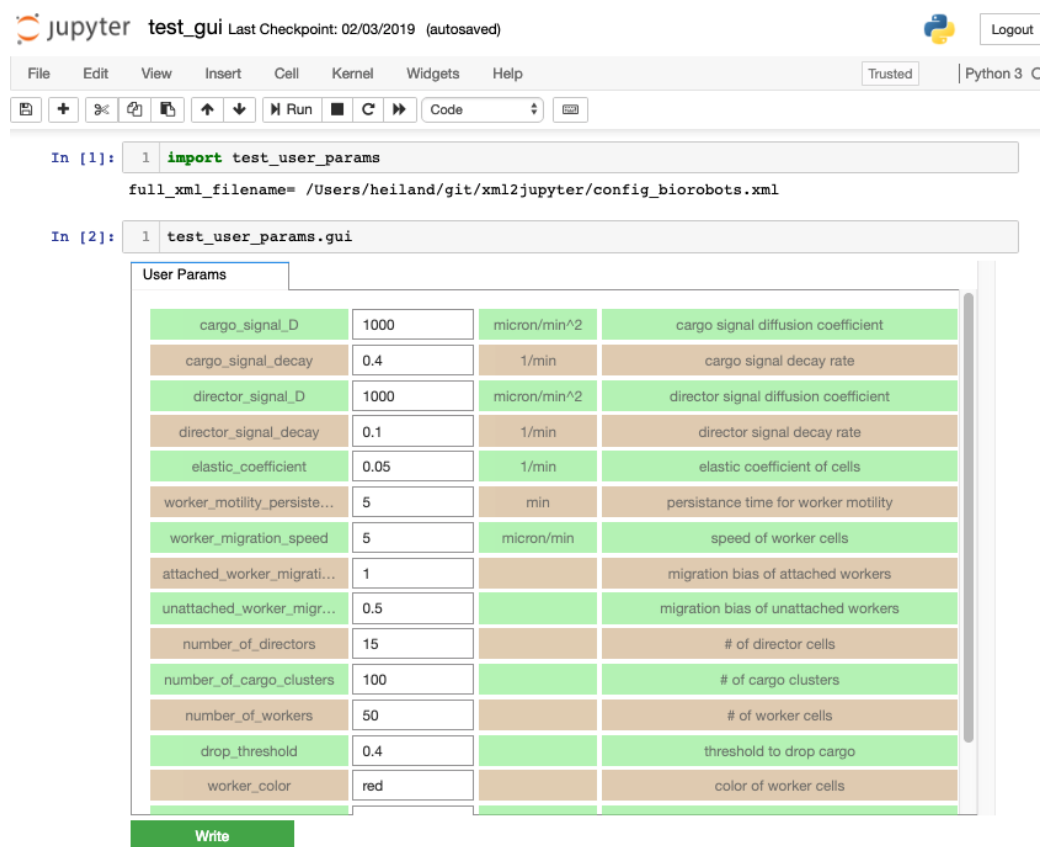 jupyter test_gui Last Checkpoint: 02/03/2019 (autosaved) Logout
File Edit View Insert Cell Kernel Widgets Help Trusted Python 3
Run Code
In [1]: 1 import test_user_params
full_xml_filename= /Users/heiland/git/xml2jupyter/config_biorobots.xml
In [2]: 1 test_user_params.gui
User Params
cargo_signal_D 1000 micron/min^2 cargo signal diffusion coefficient
cargo_signal_decay 0.4 1/min cargo signal decay rate
director_signal_D 1000 micron/min^2 director signal diffusion coefficient
director_signal_decay 0.1 1/min director signal decay rate
elastic_coefficient 0.05 1/min elastic coefficient of cells
worker_motility_persiste... 5 min persistance time for worker motility
worker_migration_speed 5 micron/min speed of worker cells
attached_worker_migrati... 1 migration bias of attached workers
unattached_worker_migr... 0.5 migration bias of unattached workers
number_of_directors 15 # of director cells
number_of_cargo_clusters 100 # of cargo clusters
number_of_workers 50 # of worker cells
drop_threshold 0.4 threshold to drop cargo
worker_color red color of worker cells
Write